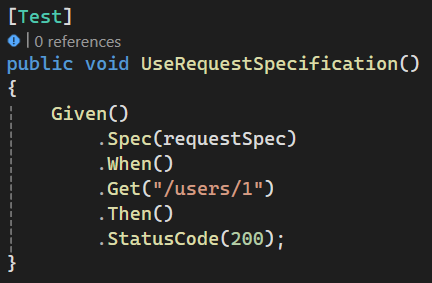 [Test]
| 0 references
public void UseRequestSpecification()
{
    Given()
        .Spec(requestSpec)
        .When()
        .Get("/users/1")
        .Then()
        .StatusCode(200);
}